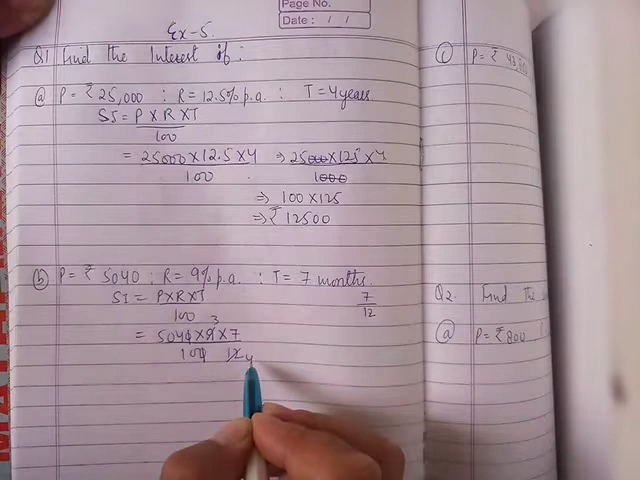 Page No.
Date : / /
Ex-5.
Q1 Find the Interest if:
(a) P = ₹ 25,000 : R = 12.5% p.a : T = 4 years
SI = P X R X T
100
= 25000 X 12.5 X 4 ⇒ 25000 X 125 X 4
100 1000
⇒ 100 X 125
⇒ ₹ 12500
(b) P = ₹ 5040 : R = 9% p.a. : T = 7 months.
SI = P X R X T 7
100 12
3
= 5040 X 9 X 7
100 12 4
(c) P = ₹ 43,
Q2. Find the
(a) P = ₹ 800